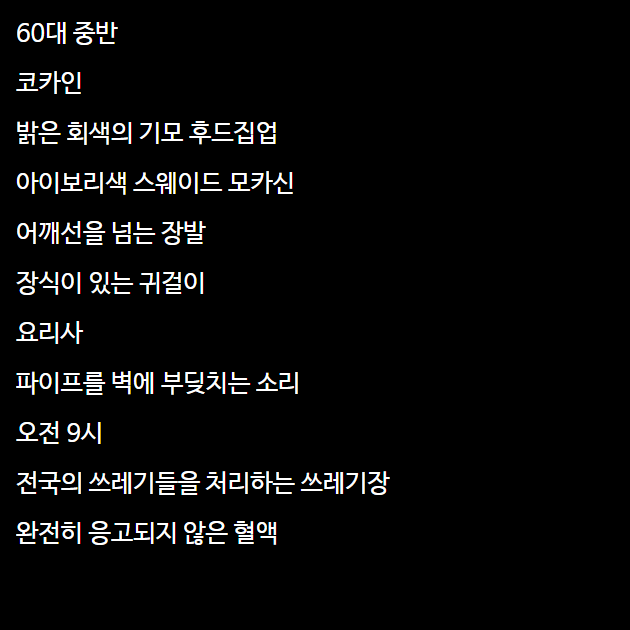 60대 중반
코카인
밝은 회색의 기모 후드집업
아이보리색 스웨이드 모카신
어깨선을 넘는 장발
장식이 있는 귀걸이
요리사
파이프를 벽에 부딪치는 소리
오전 9시
전국의 쓰레기들을 처리하는 쓰레기장
완전히 응고되지 않은 혈액